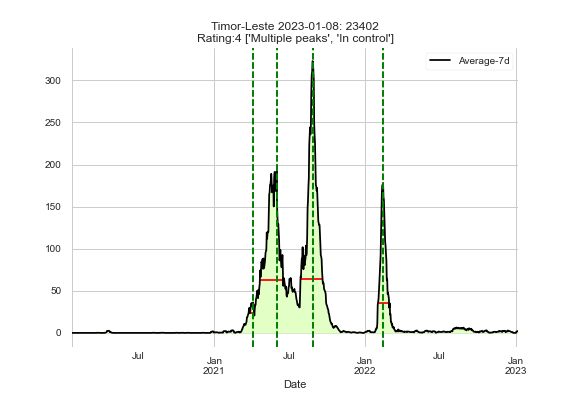 Timor-Leste 2023-01-08: 23402
Rating:4 ['Multiple peaks', 'In control']
Average-7d
300
250
200
150
100
50
0
Jul
Jan
2021
Jul
Jan
2022
Jul
Jan
2023
Date